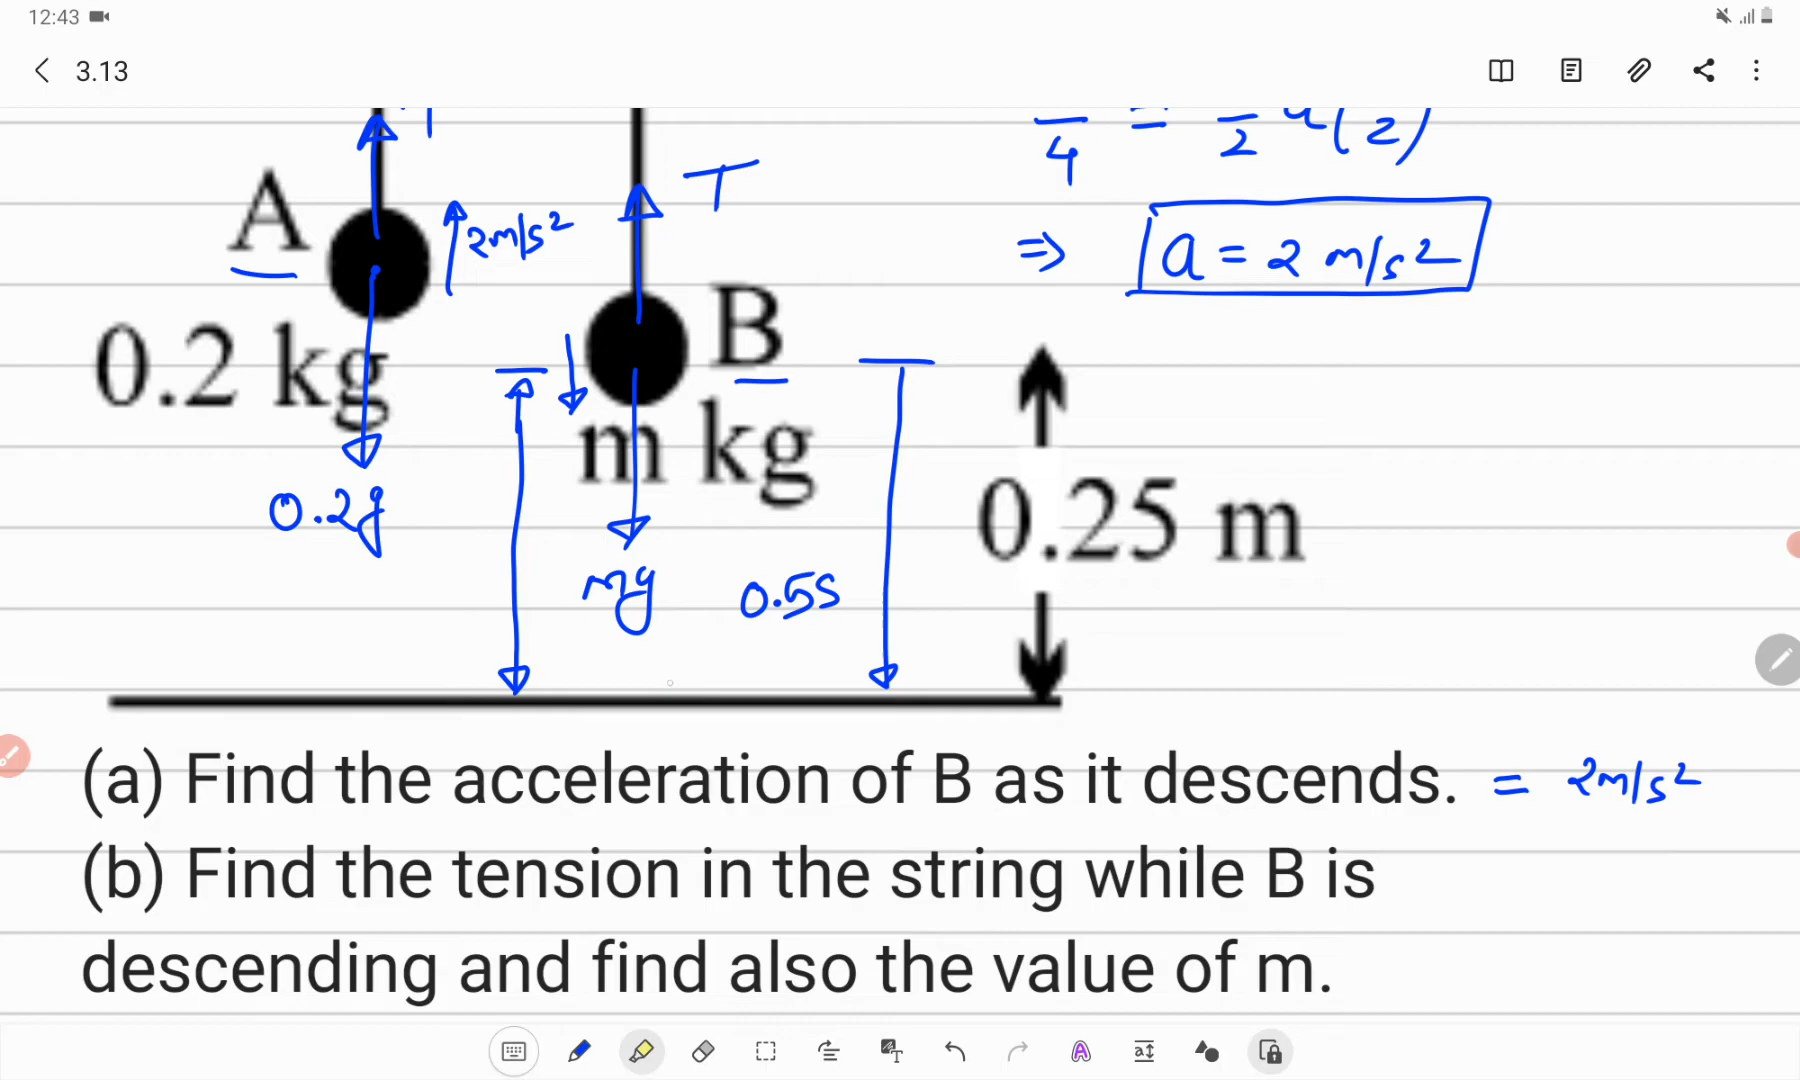 12:43
3.13
T
4 = 2 a(2)
A
2m/s²
T
=> a = 2 m/s²
B
0.2 kg
m kg
0.25 m
0.2g
mg
0.5s
(a) Find the acceleration of B as it descends. = 2m/s²
(b) Find the tension in the string while B is
descending and find also the value of m.